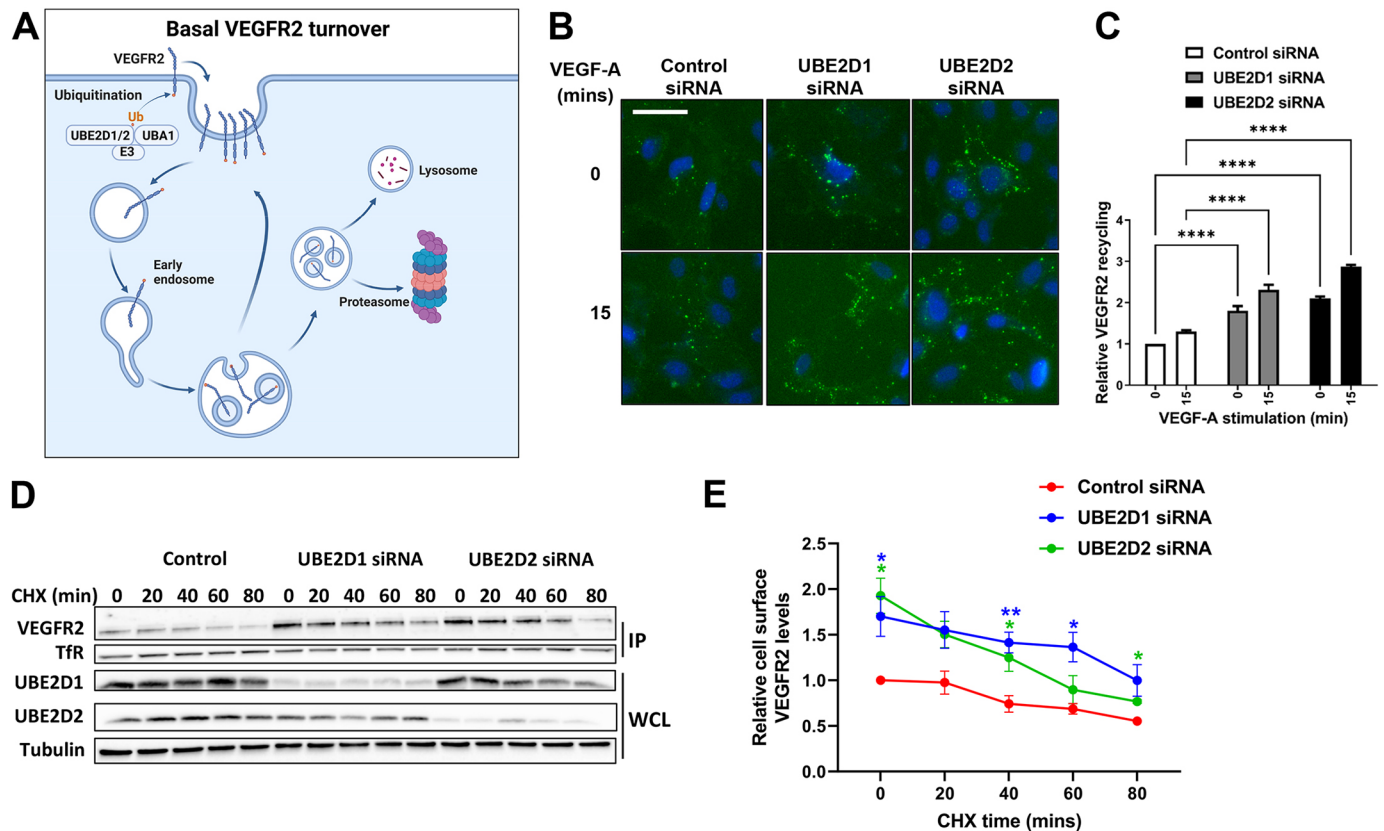 A
Basal VEGFR2 turnover
VEGFR2
Ubiquitination
Ub
UBE2D1/2
UBA1
E3
Lysosome
Early
endosome
Proteasome
B
VEGF-A
(mins)
Control
siRNA
UBE2D1
siRNA
UBE2D2
siRNA
0
15
C
Control siRNA
UBE2D1 siRNA
UBE2D2 siRNA
****
****
****
****
Relative VEGFR2 recycling
4
3
2
1
0
0 15 0 15 0 15
VEGF-A stimulation (min)
D
Control UBE2D1 siRNA UBE2D2 siRNA
CHX (min) 0 20 40 60 80 0 20 40 60 80 0 20 40 60 80
VEGFR2
TfR
IP
UBE2D1
UBE2D2
Tubulin
WCL
E
Control siRNA
UBE2D1 siRNA
UBE2D2 siRNA
Relative cell surface
VEGFR2 levels
2.5
2.0
1.5
1.0
0.5
0.0
*
*
**
*
*
*
0 20 40 60 80
CHX time (mins)